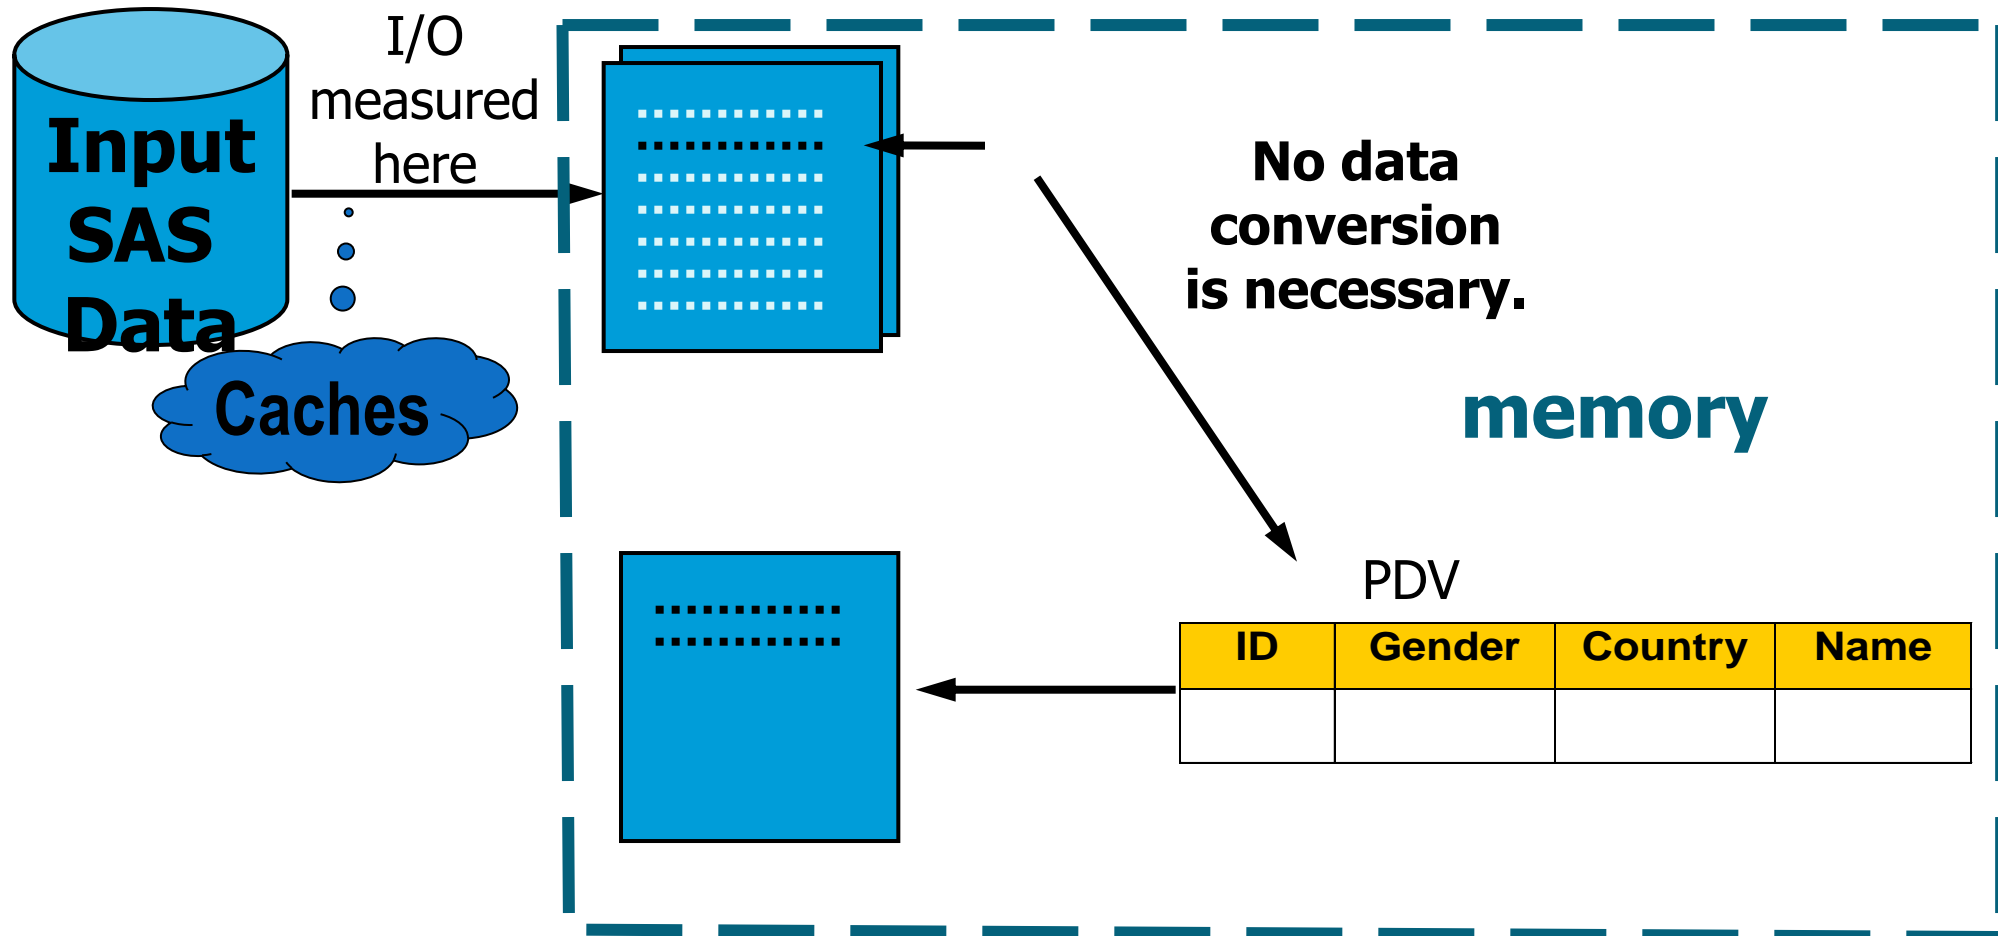 I/O
measured
here
Input
SAS
Data
Caches
No data
conversion
is necessary.
memory
PDV
ID Gender Country Name